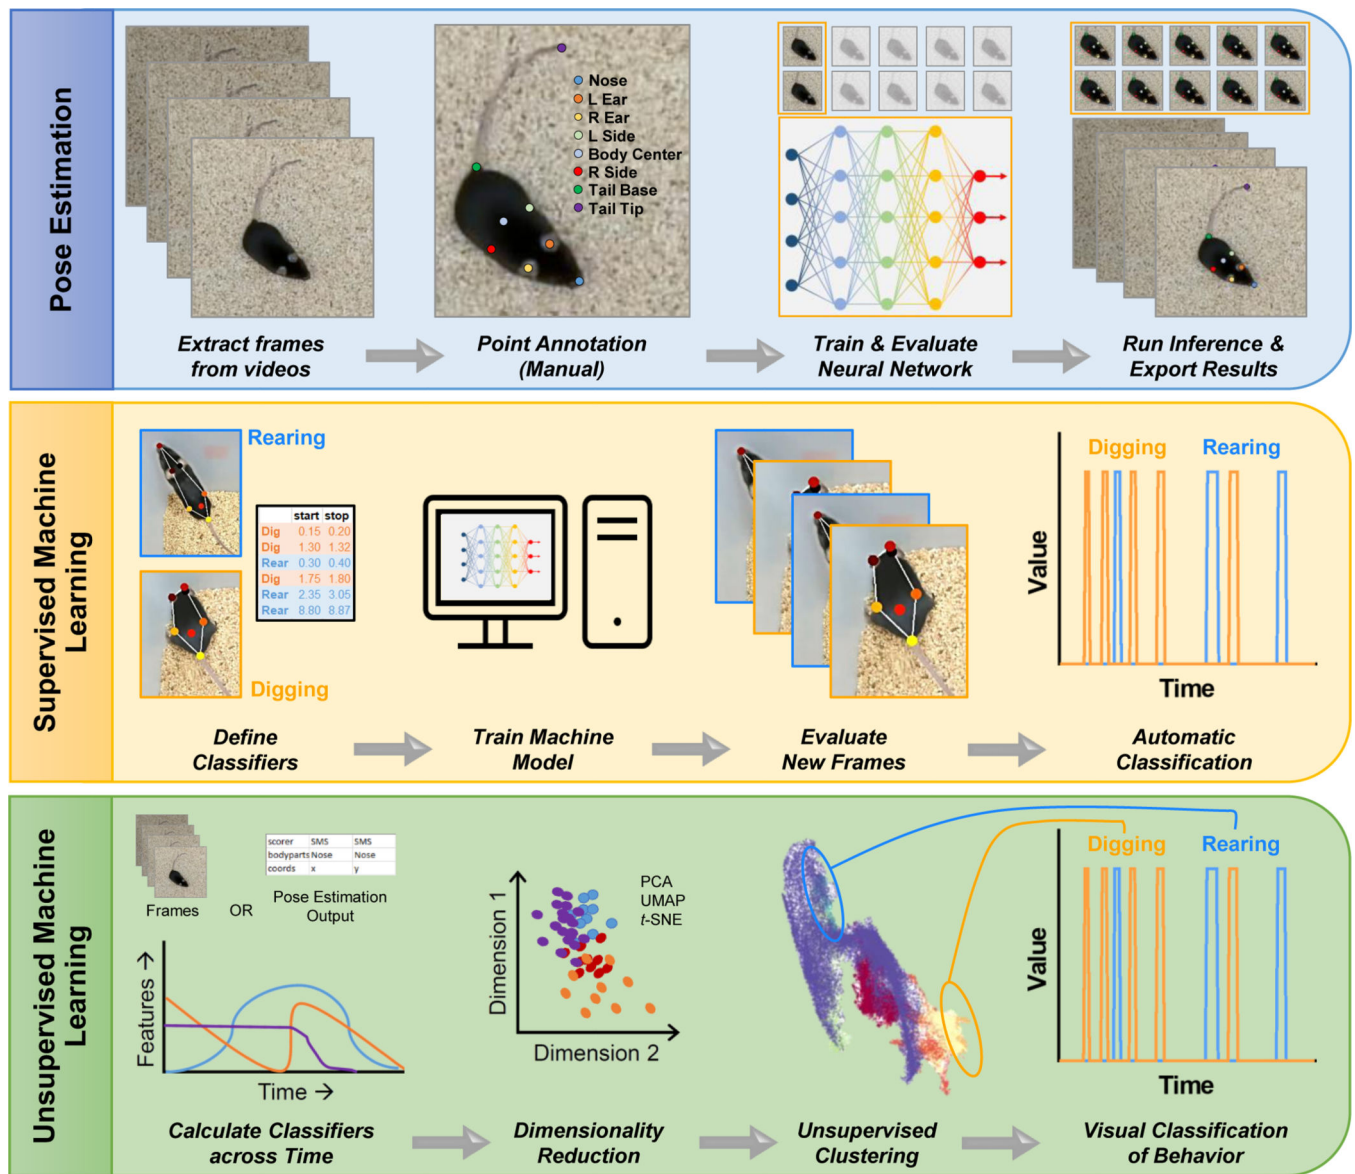 Pose Estimation
Nose
L Ear
R Ear
L Side
Body Center
R Side
Tail Base
Tail Tip
Extract frames
from videos
Point Annotation
(Manual)
Train & Evaluate
Neural Network
Run Inference &
Export Results
Supervised Machine
Learning
Rearing
start stop
Dig 0.15 0.20
Dig 1.30 1.32
Rear 0.30 0.40
Dig 1.75 1.80
Rear 2.35 3.05
Rear 8.80 8.87
Digging
Digging Rearing
Value
Time
Define
Classifiers
Train Machine
Model
Evaluate
New Frames
Automatic
Classification
Unsupervised Machine
Learning
scorer SMS SMS
bodyparts Nose Nose
coords x y
Frames OR Pose Estimation
Output
Features →
Time →
PCA
UMAP
t-SNE
Dimension 1
Dimension 2
Digging Rearing
Value
Time
Calculate Classifiers
across Time
Dimensionality
Reduction
Unsupervised
Clustering
Visual Classification
of Behavior